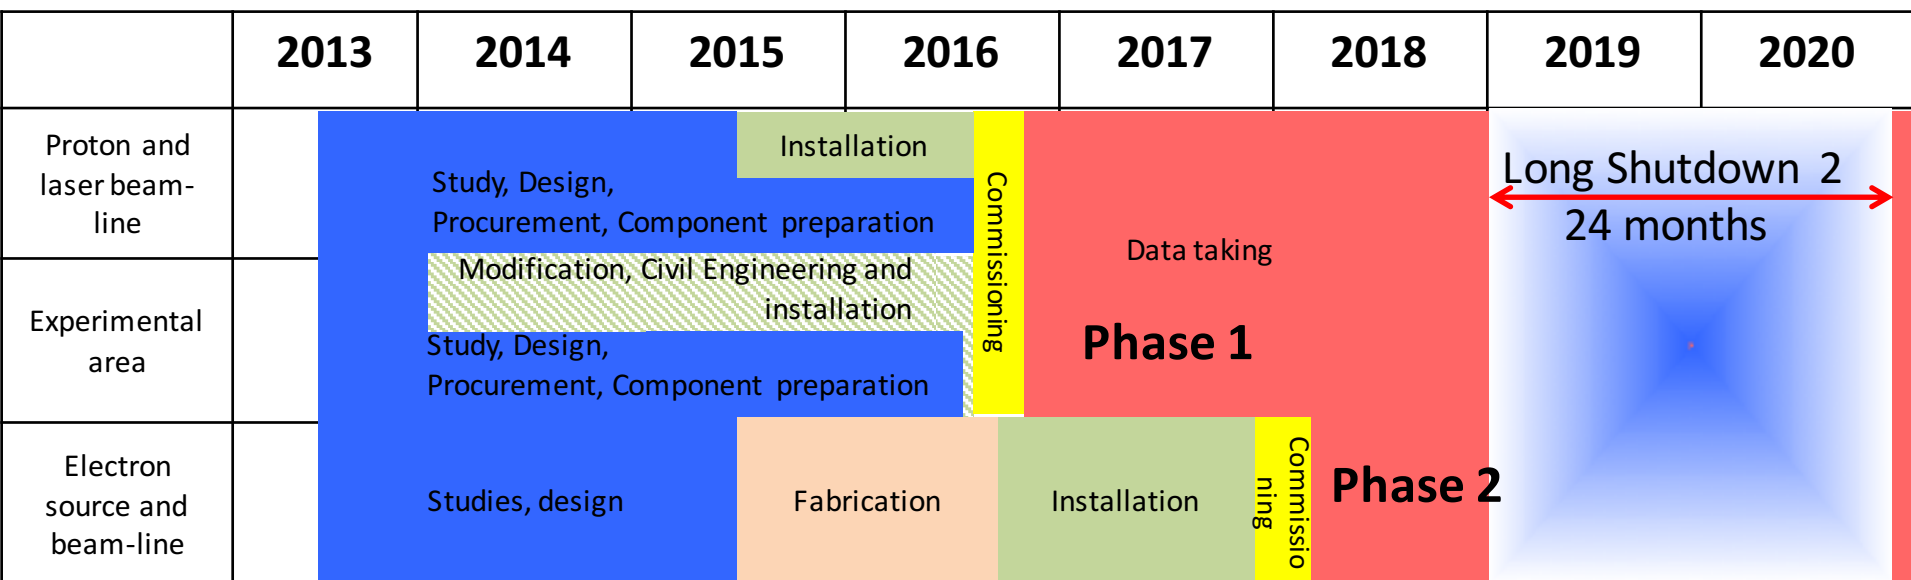 2013 2014 2015 2016 2017 2018 2019 2020
Proton and
laser beam-
line
Installation
Study, Design,
Procurement, Component preparation
Commissioning
Data taking
Long Shutdown 2
24 months
Experimental
area
Modification, Civil Engineering and
installation
Study, Design,
Procurement, Component preparation
Phase 1
Electron
source and
beam-line
Studies, design
Fabrication
Installation
Commissio
ning
Phase 2